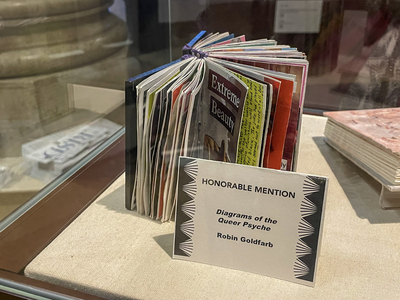 Extreme
Beauty
HONORABLE MENTION
Diagrams of the
Queer Psyche
Robin Goldfarb